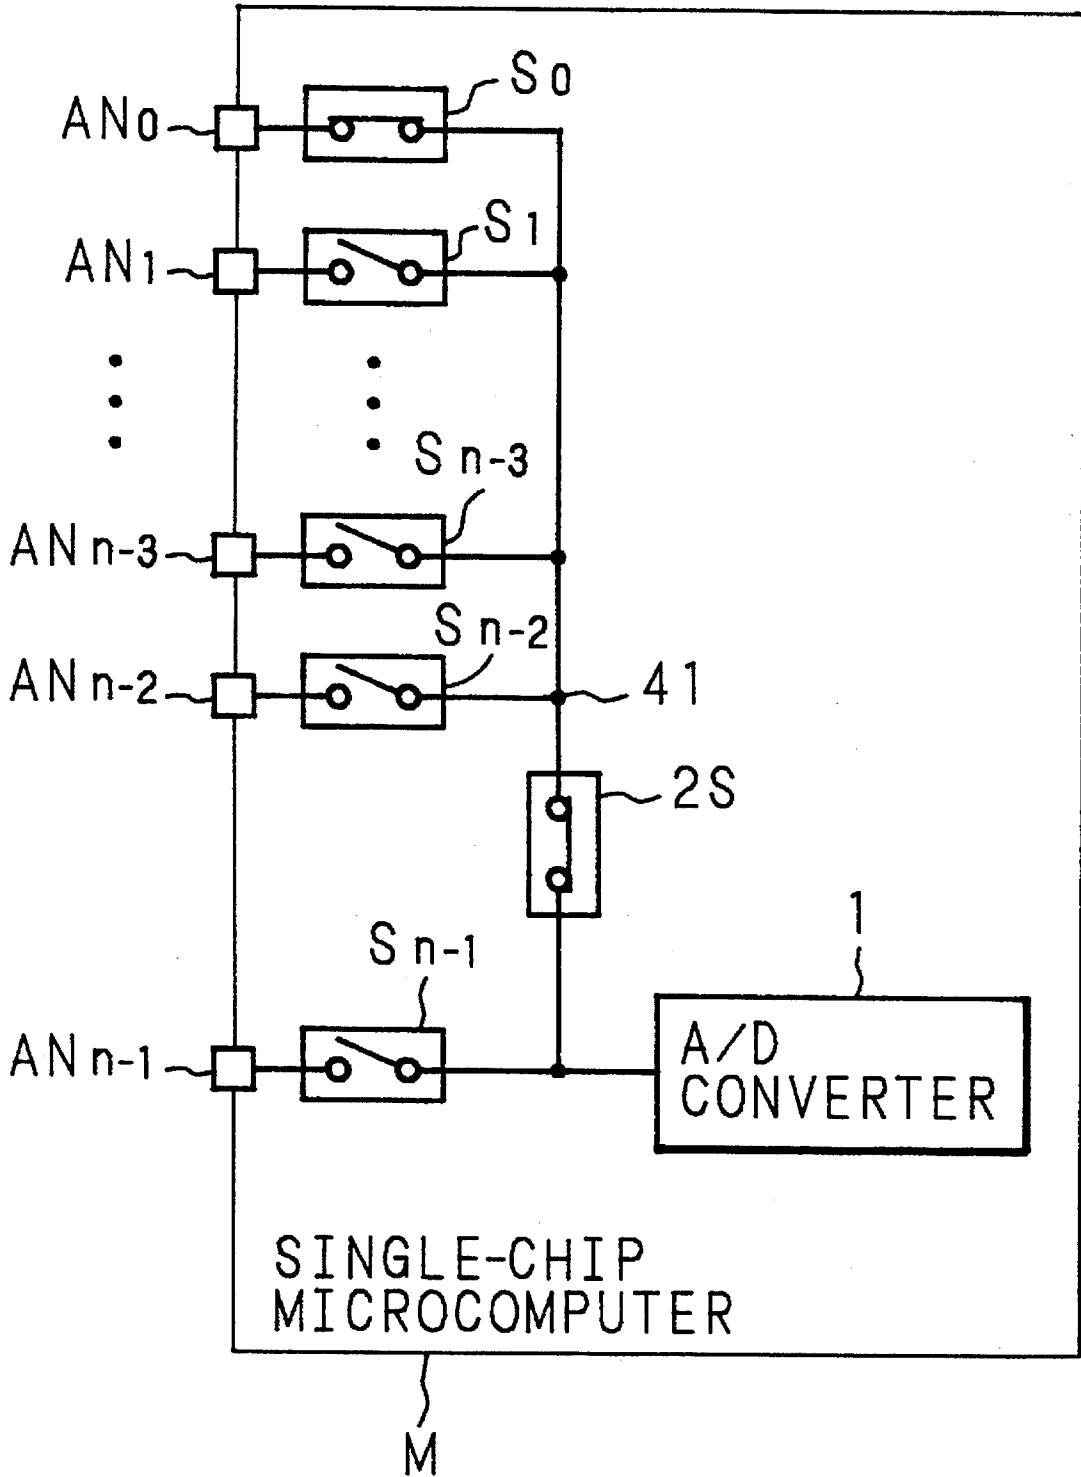 S0
AN0
S1
AN1
Sn-3
ANn-3
Sn-2
ANn-2
41
2S
1
Sn-1
A/D
CONVERTER
ANn-1
SINGLE-CHIP
MICROCOMPUTER
M